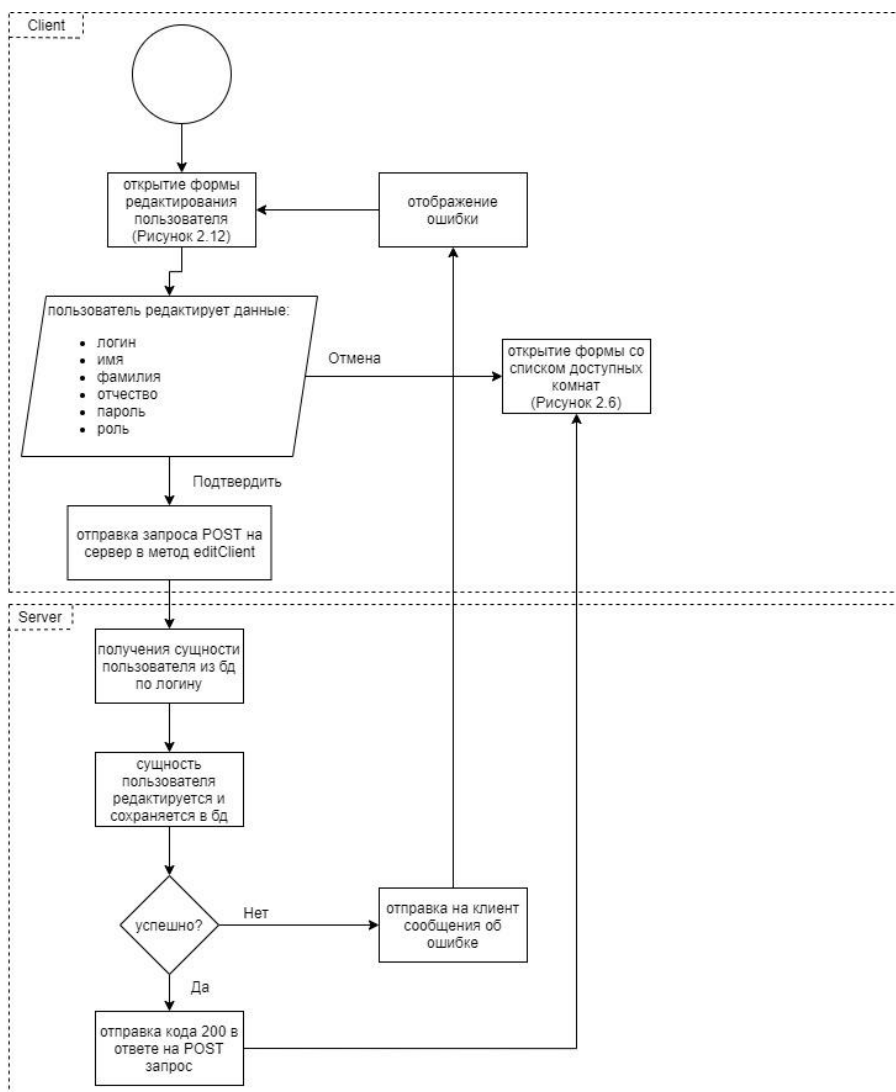 Client
открытие формы
редактирования
пользователя
(Рисунок 2.12)
отображение
ошибки
пользователь редактирует данные:
логин
имя
фамилия
отчество
пароль
роль
Отмена
открытие формы со
списком доступных
комнат
(Рисунок 2.6)
Подтвердить
отправка запроса POST на
сервер в метод editClient
Server
получения сущности
пользователя из бд
по логину
сущность
пользователя
редактируется и
сохраняется в бд
успешно?
Нет
отправка на клиент
сообщения об
ошибке
Да
отправка кода 200 в
ответе на POST
запрос